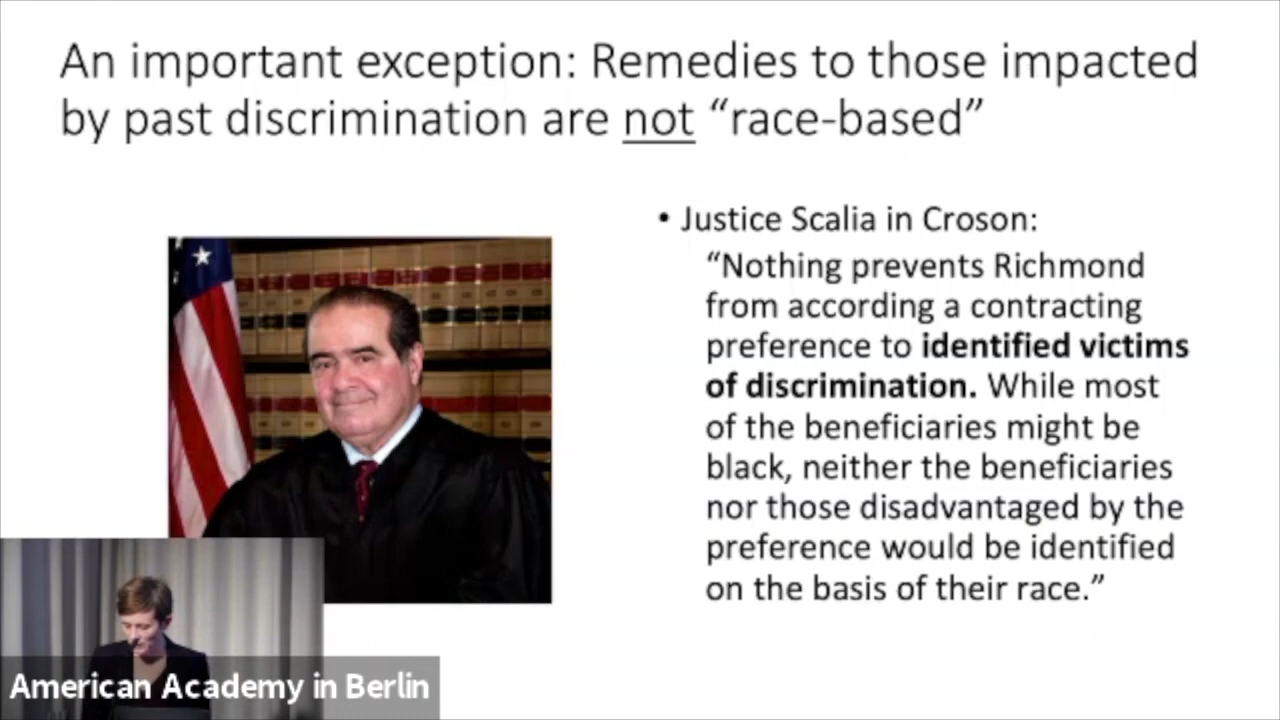 An important exception: Remedies to those impacted
by past discrimination are not “race-based”
• Justice Scalia in Croson:
“Nothing prevents Richmond
from according a contracting
preference to identified victims
of discrimination. While most
of the beneficiaries might be
black, neither the beneficiaries
nor those disadvantaged by the
preference would be identified
on the basis of their race.”
American Academy in Berlin